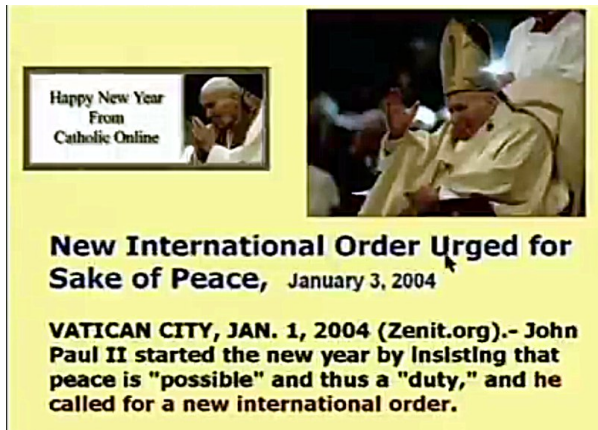 Happy New Year
From
Catholic Online
New International Order Urged for
Sake of Peace, January 3, 2004
VATICAN CITY, JAN. 1, 2004 (Zenit.org).- John
Paul II started the new year by insisting that
peace is "possible" and thus a "duty," and he
called for a new international order.